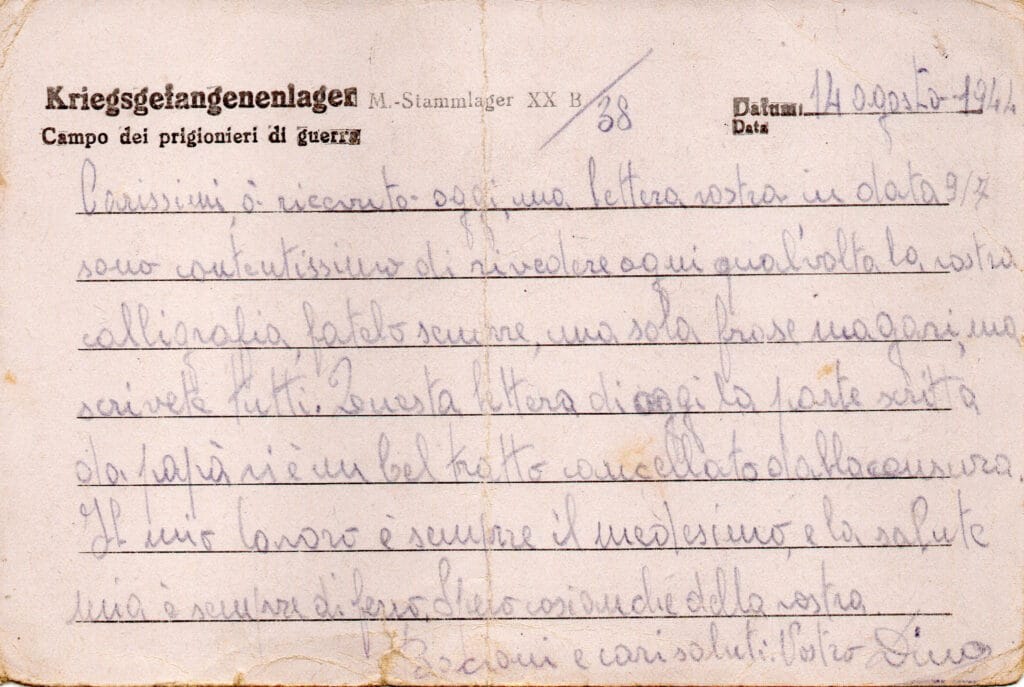 Kriegsgefangenenlager M.-Stammlager XX B /38 Datum: 14 agosto 1944
Campo dei prigionieri di guerra Data
Carissimi, ò ricevuto oggi, una lettera vostra in data 9/7
sono contentissimo di rivedere ogni qual'volta la vostra
calligrafia, fatelo sempre, una sola frase magari, ma
scrivete tutti. Questa lettera di oggi la parte scritta
da papà vi è un bel tratto cancellato dalla censura.
Il mio lavoro è sempre il medesimo, e la salute
mia è sempre di ferro. Spero così anche della vostra.
Bacioni e cari saluti. Vostro Dino